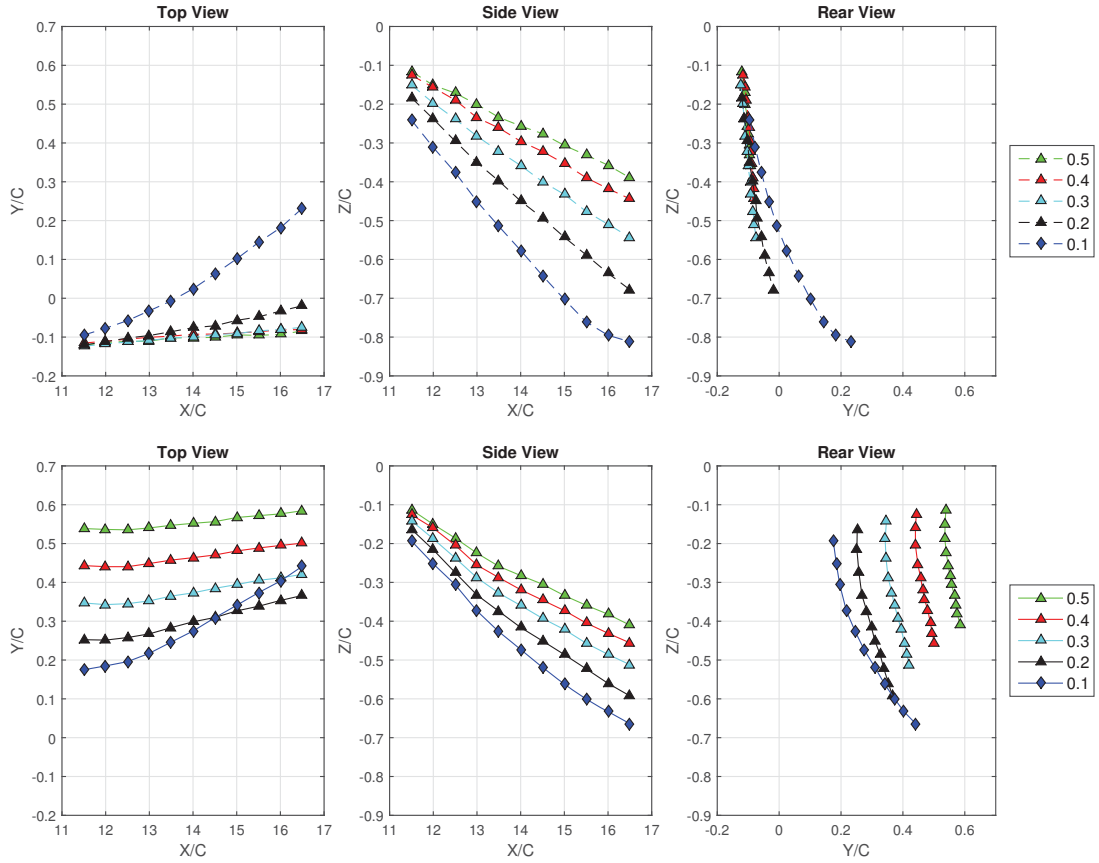 Top View
Side View
Rear View
0.7
0.6
0.5
0.4
0.3
0.2
0.1
0
-0.1
-0.2
Y/C
11 12 13 14 15 16 17
X/C
0
-0.1
-0.2
-0.3
-0.4
-0.5
-0.6
-0.7
-0.8
-0.9
Z/C
11 12 13 14 15 16 17
X/C
0
-0.1
-0.2
-0.3
-0.4
-0.5
-0.6
-0.7
-0.8
-0.9
Z/C
-0.2 0 0.2 0.4 0.6
Y/C
0.5
0.4
0.3
0.2
0.1
Top View
Side View
Rear View
0.7
0.6
0.5
0.4
0.3
0.2
0.1
0
-0.1
-0.2
Y/C
11 12 13 14 15 16 17
X/C
0
-0.1
-0.2
-0.3
-0.4
-0.5
-0.6
-0.7
-0.8
-0.9
Z/C
11 12 13 14 15 16 17
X/C
0
-0.1
-0.2
-0.3
-0.4
-0.5
-0.6
-0.7
-0.8
-0.9
Z/C
-0.2 0 0.2 0.4 0.6
Y/C
0.5
0.4
0.3
0.2
0.1